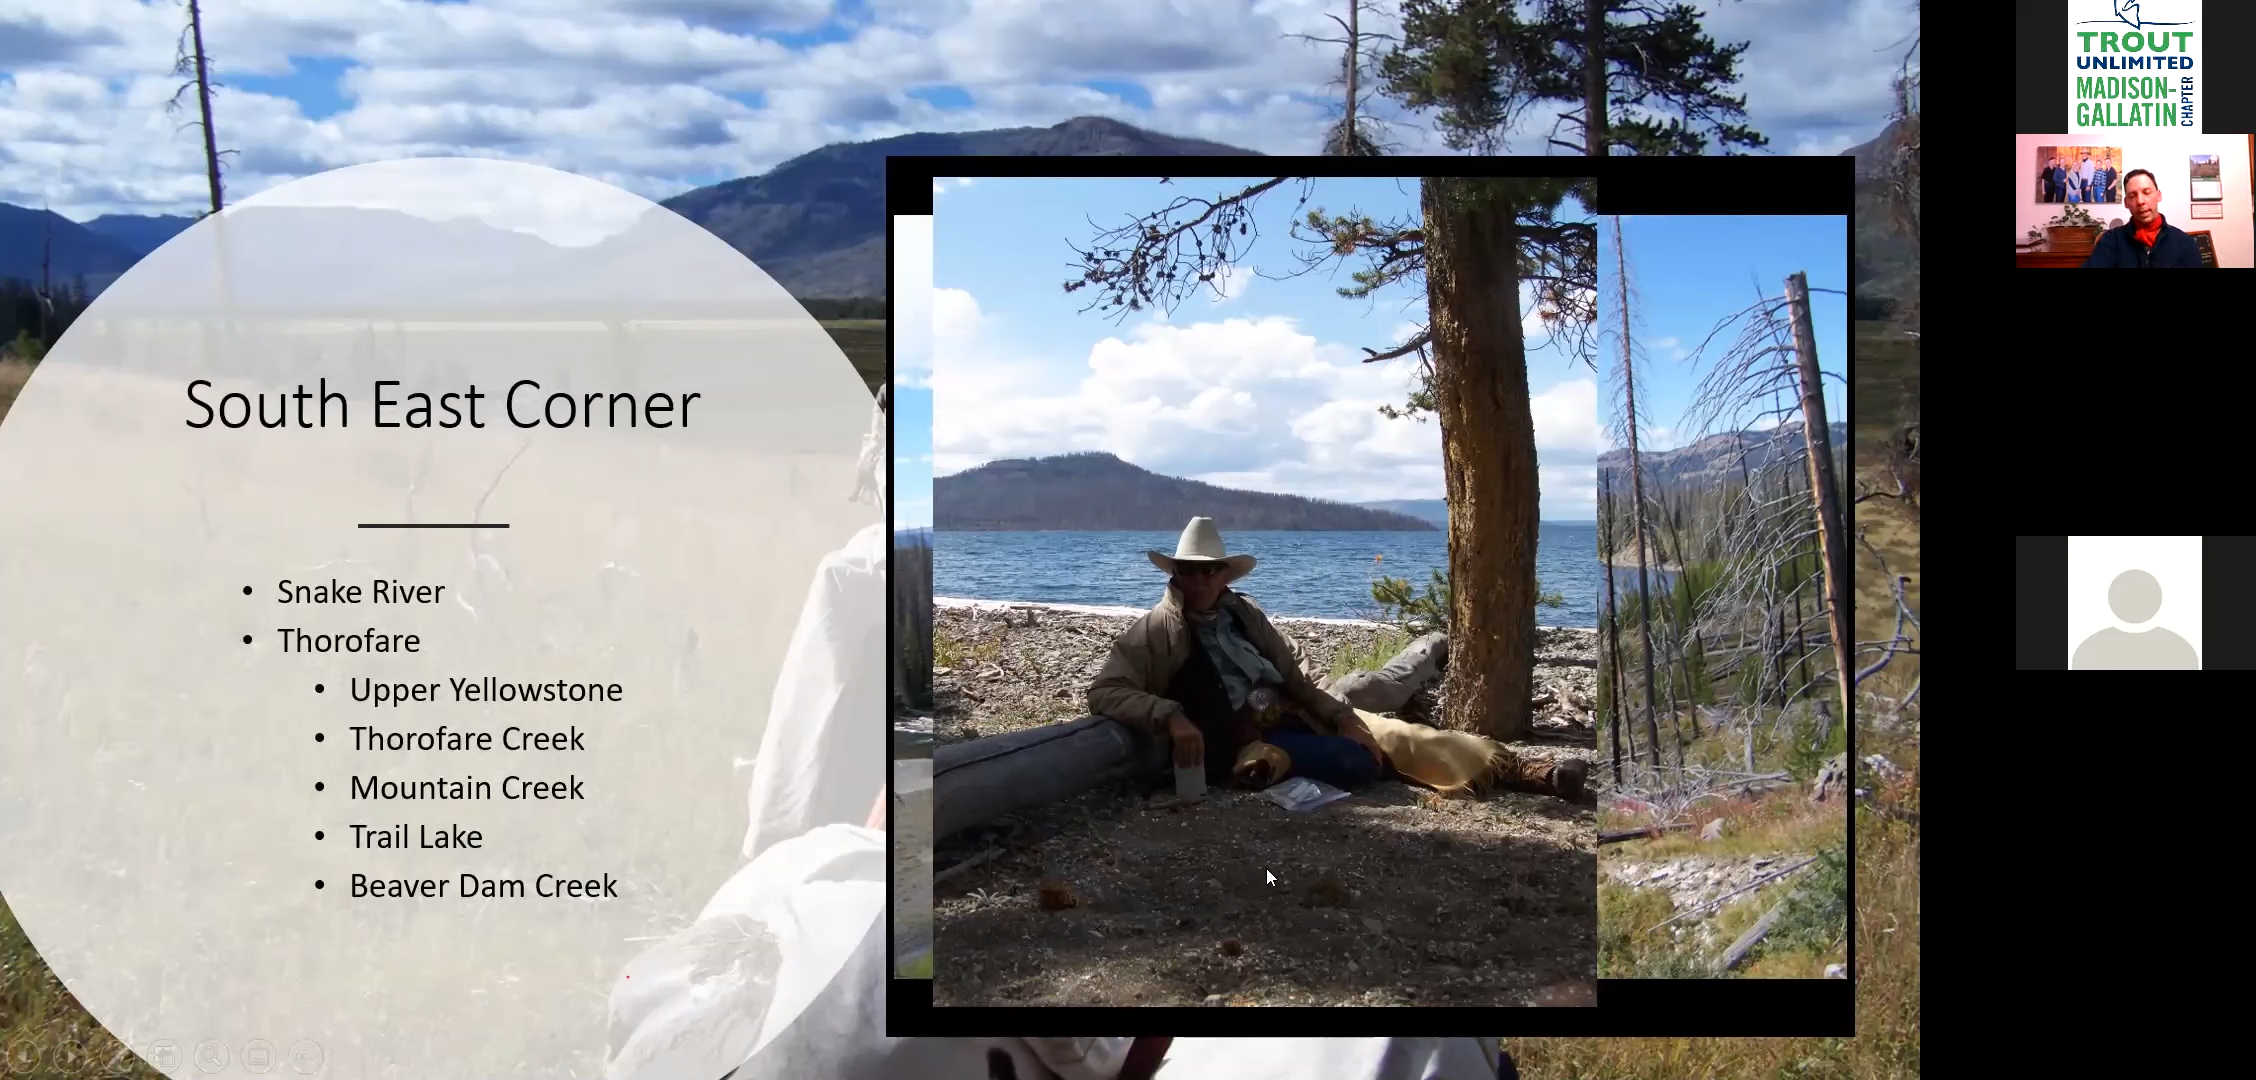 South East Corner
• Snake River
• Thorofare
• Upper Yellowstone
• Thorofare Creek
• Mountain Creek
• Trail Lake
• Beaver Dam Creek
TROUT
UNLIMITED
MADISON-
GALLATIN
CHAPTER